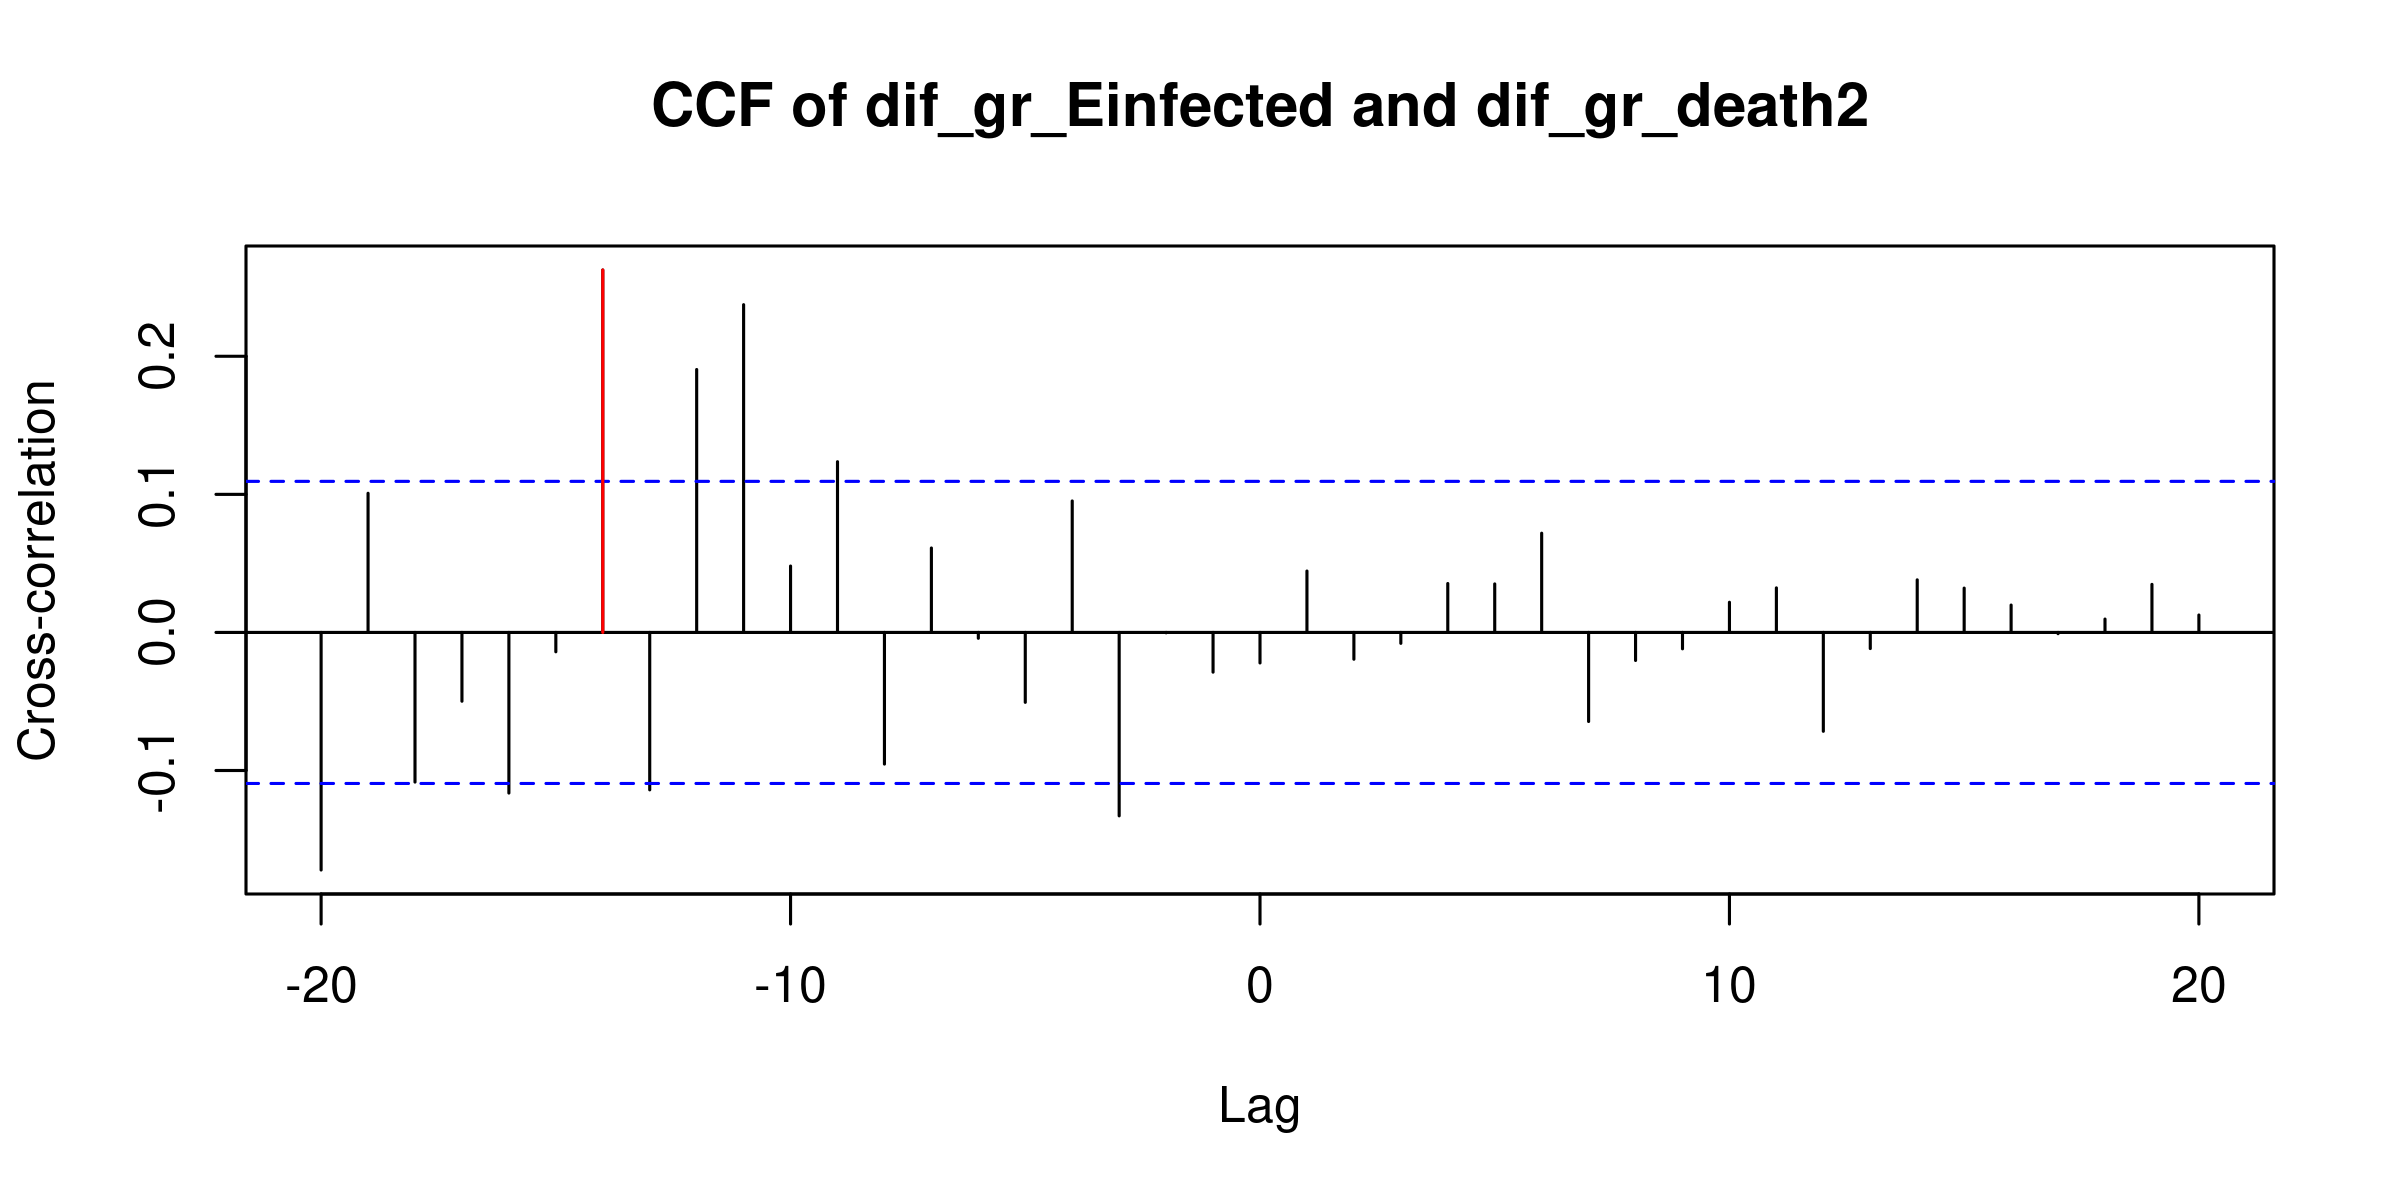 CCF of dif_gr_Einfected and dif_gr_death2
Cross-correlation
0.2
0.1
0.0
-0.1
-20 -10 0 10 20
Lag